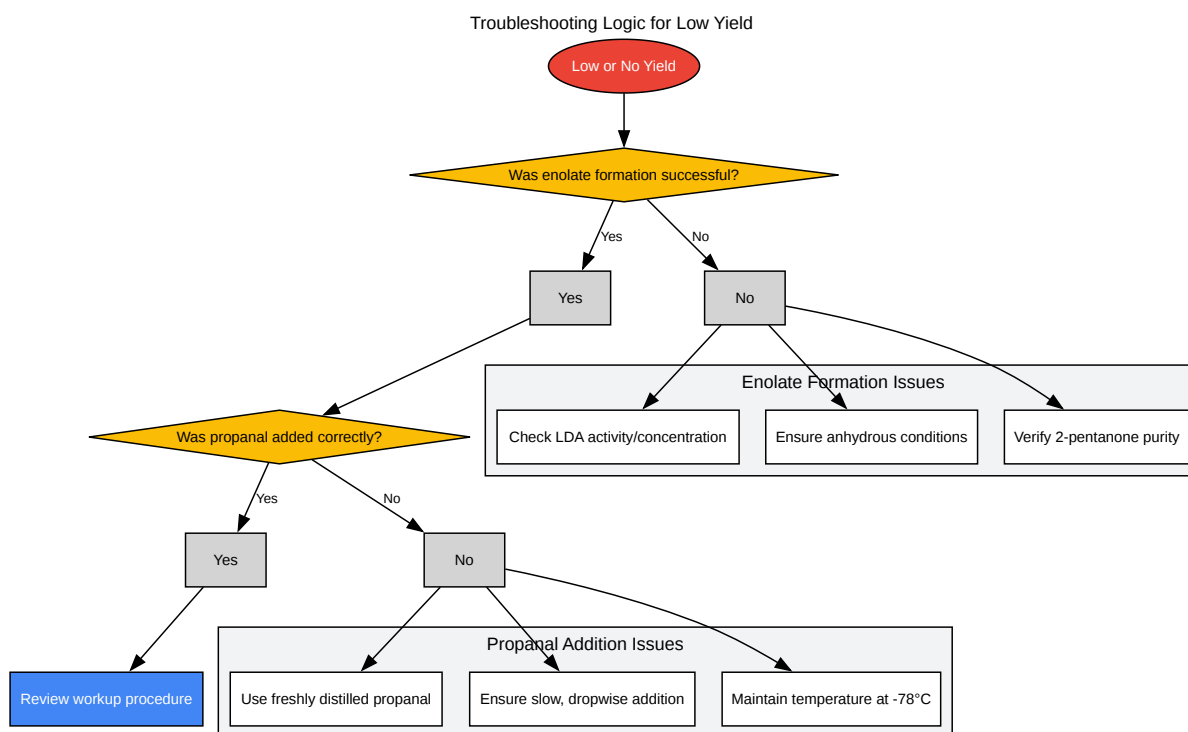 Troubleshooting Logic for Low Yield
Low or No Yield
Was enolate formation successful?
Yes
No
Yes
No
Enolate Formation Issues
Check LDA activity/concentration
Ensure anhydrous conditions
Verify 2-pentanone purity
Was propanal added correctly?
Yes
No
Yes
No
Propanal Addition Issues
Review workup procedure
Use freshly distilled propanal
Ensure slow, dropwise addition
Maintain temperature at -78°C